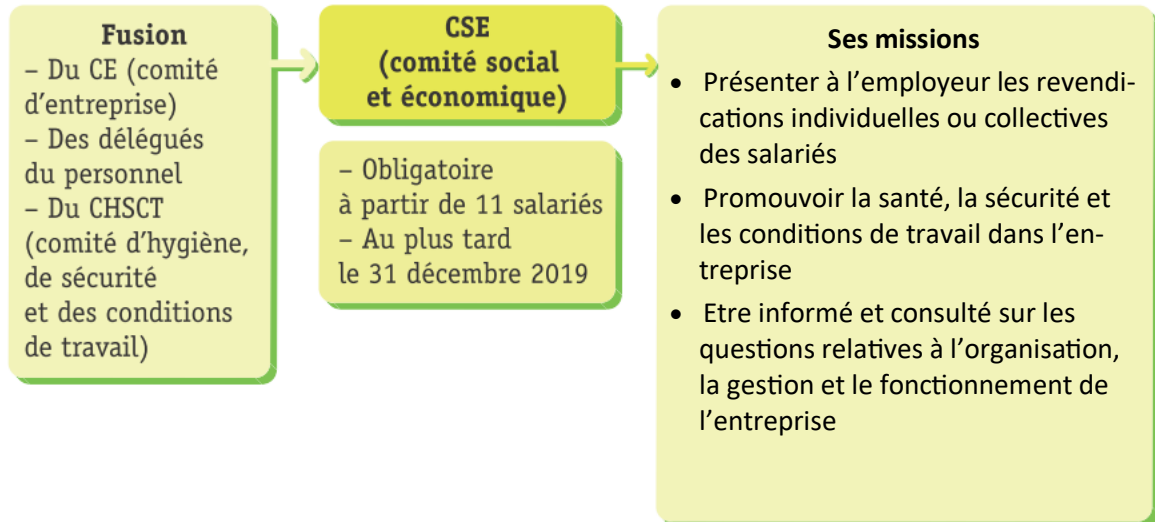 Fusion
– Du CE (comité
d'entreprise)
– Des délégués
du personnel
– Du CHSCT
(comité d'hygiène,
de sécurité
et des conditions
de travail)
CSE
(comité social
et économique)
– Obligatoire
à partir de 11 salariés
– Au plus tard
le 31 décembre 2019
Ses missions
• Présenter à l'employeur les revendi-
cations individuelles ou collectives
des salariés
• Promouvoir la santé, la sécurité et
les conditions de travail dans l'en-
treprise
• Etre informé et consulté sur les
questions relatives à l'organisation,
la gestion et le fonctionnement de
l'entreprise